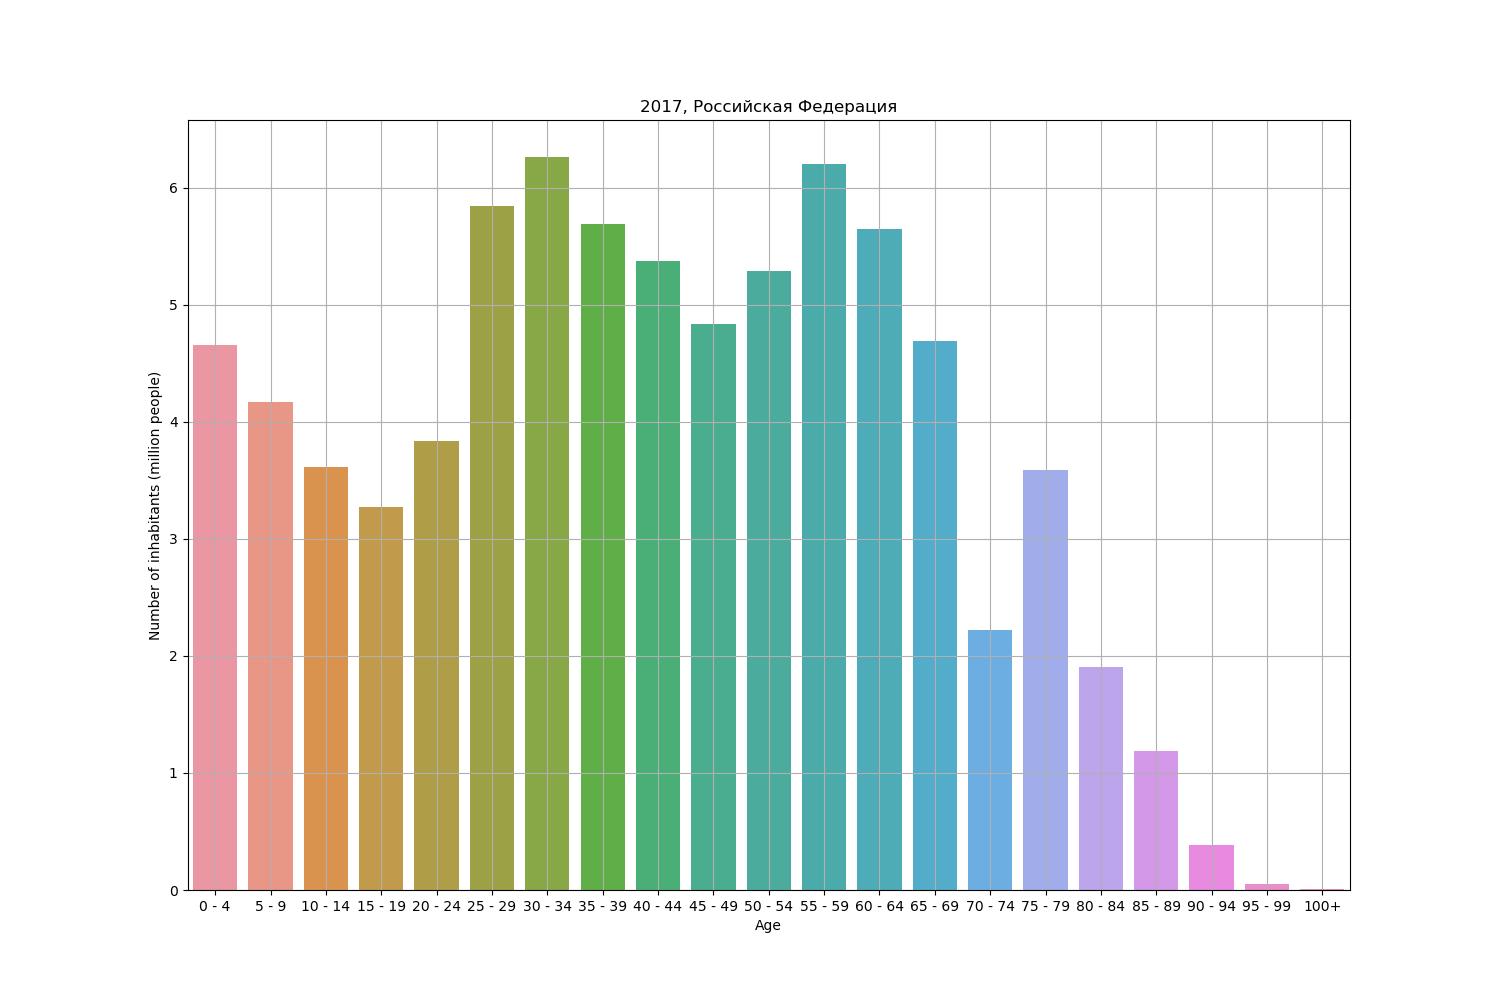 2017, Российская Федерация
Number of inhabitants (million people)
6
5
4
3
2
1
0
0 - 4 5 - 9 10 - 14 15 - 19 20 - 24 25 - 29 30 - 34 35 - 39 40 - 44 45 - 49 50 - 54 55 - 59 60 - 64 65 - 69 70 - 74 75 - 79 80 - 84 85 - 89 90 - 94 95 - 99 100+
Age